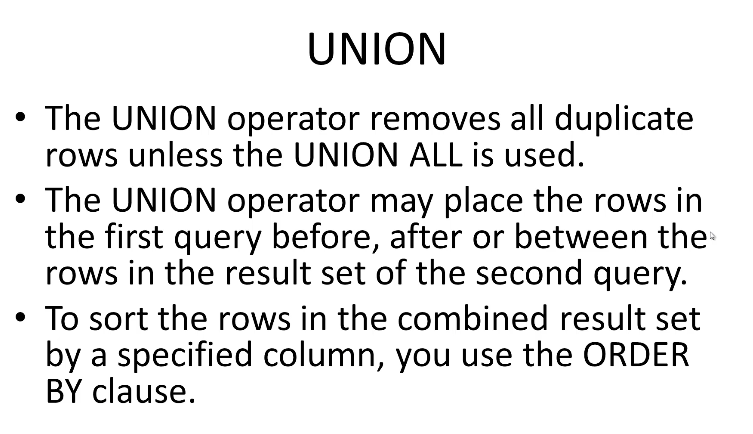 UNION
• The UNION operator removes all duplicate
rows unless the UNION ALL is used.
• The UNION operator may place the rows in
the first query before, after or between the
rows in the result set of the second query.
• To sort the rows in the combined result set
by a specified column, you use the ORDER
BY clause.